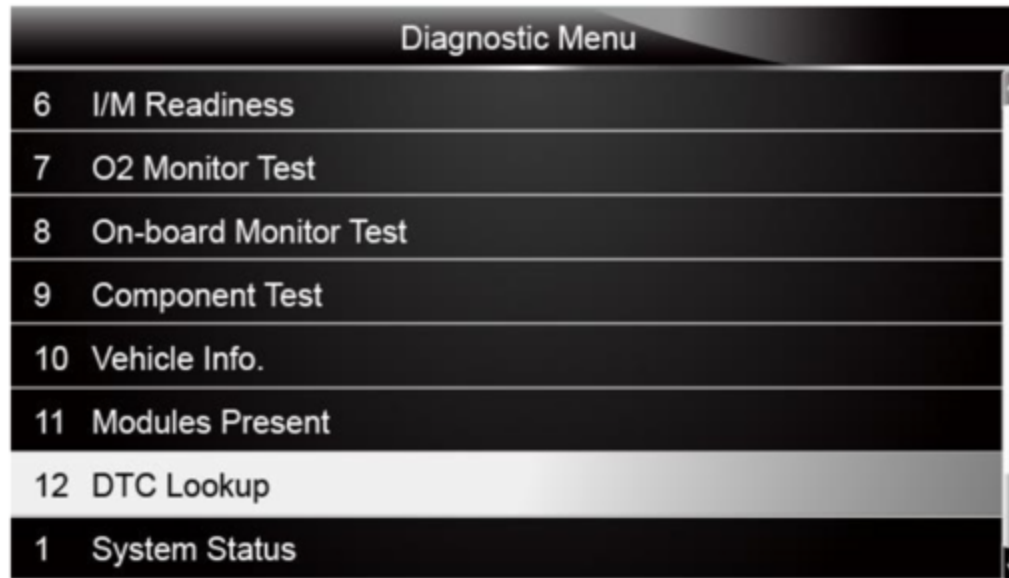 Diagnostic Menu
6 I/M Readiness
7 O2 Monitor Test
8 On-board Monitor Test
9 Component Test
10 Vehicle Info.
11 Modules Present
12 DTC Lookup
1 System Status